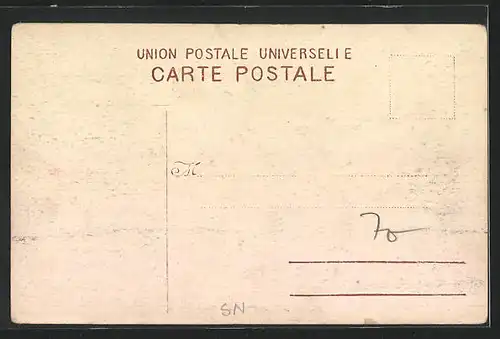 UNION POSTALE UNIVERSELLE
CARTE POSTALE
M
70
SN